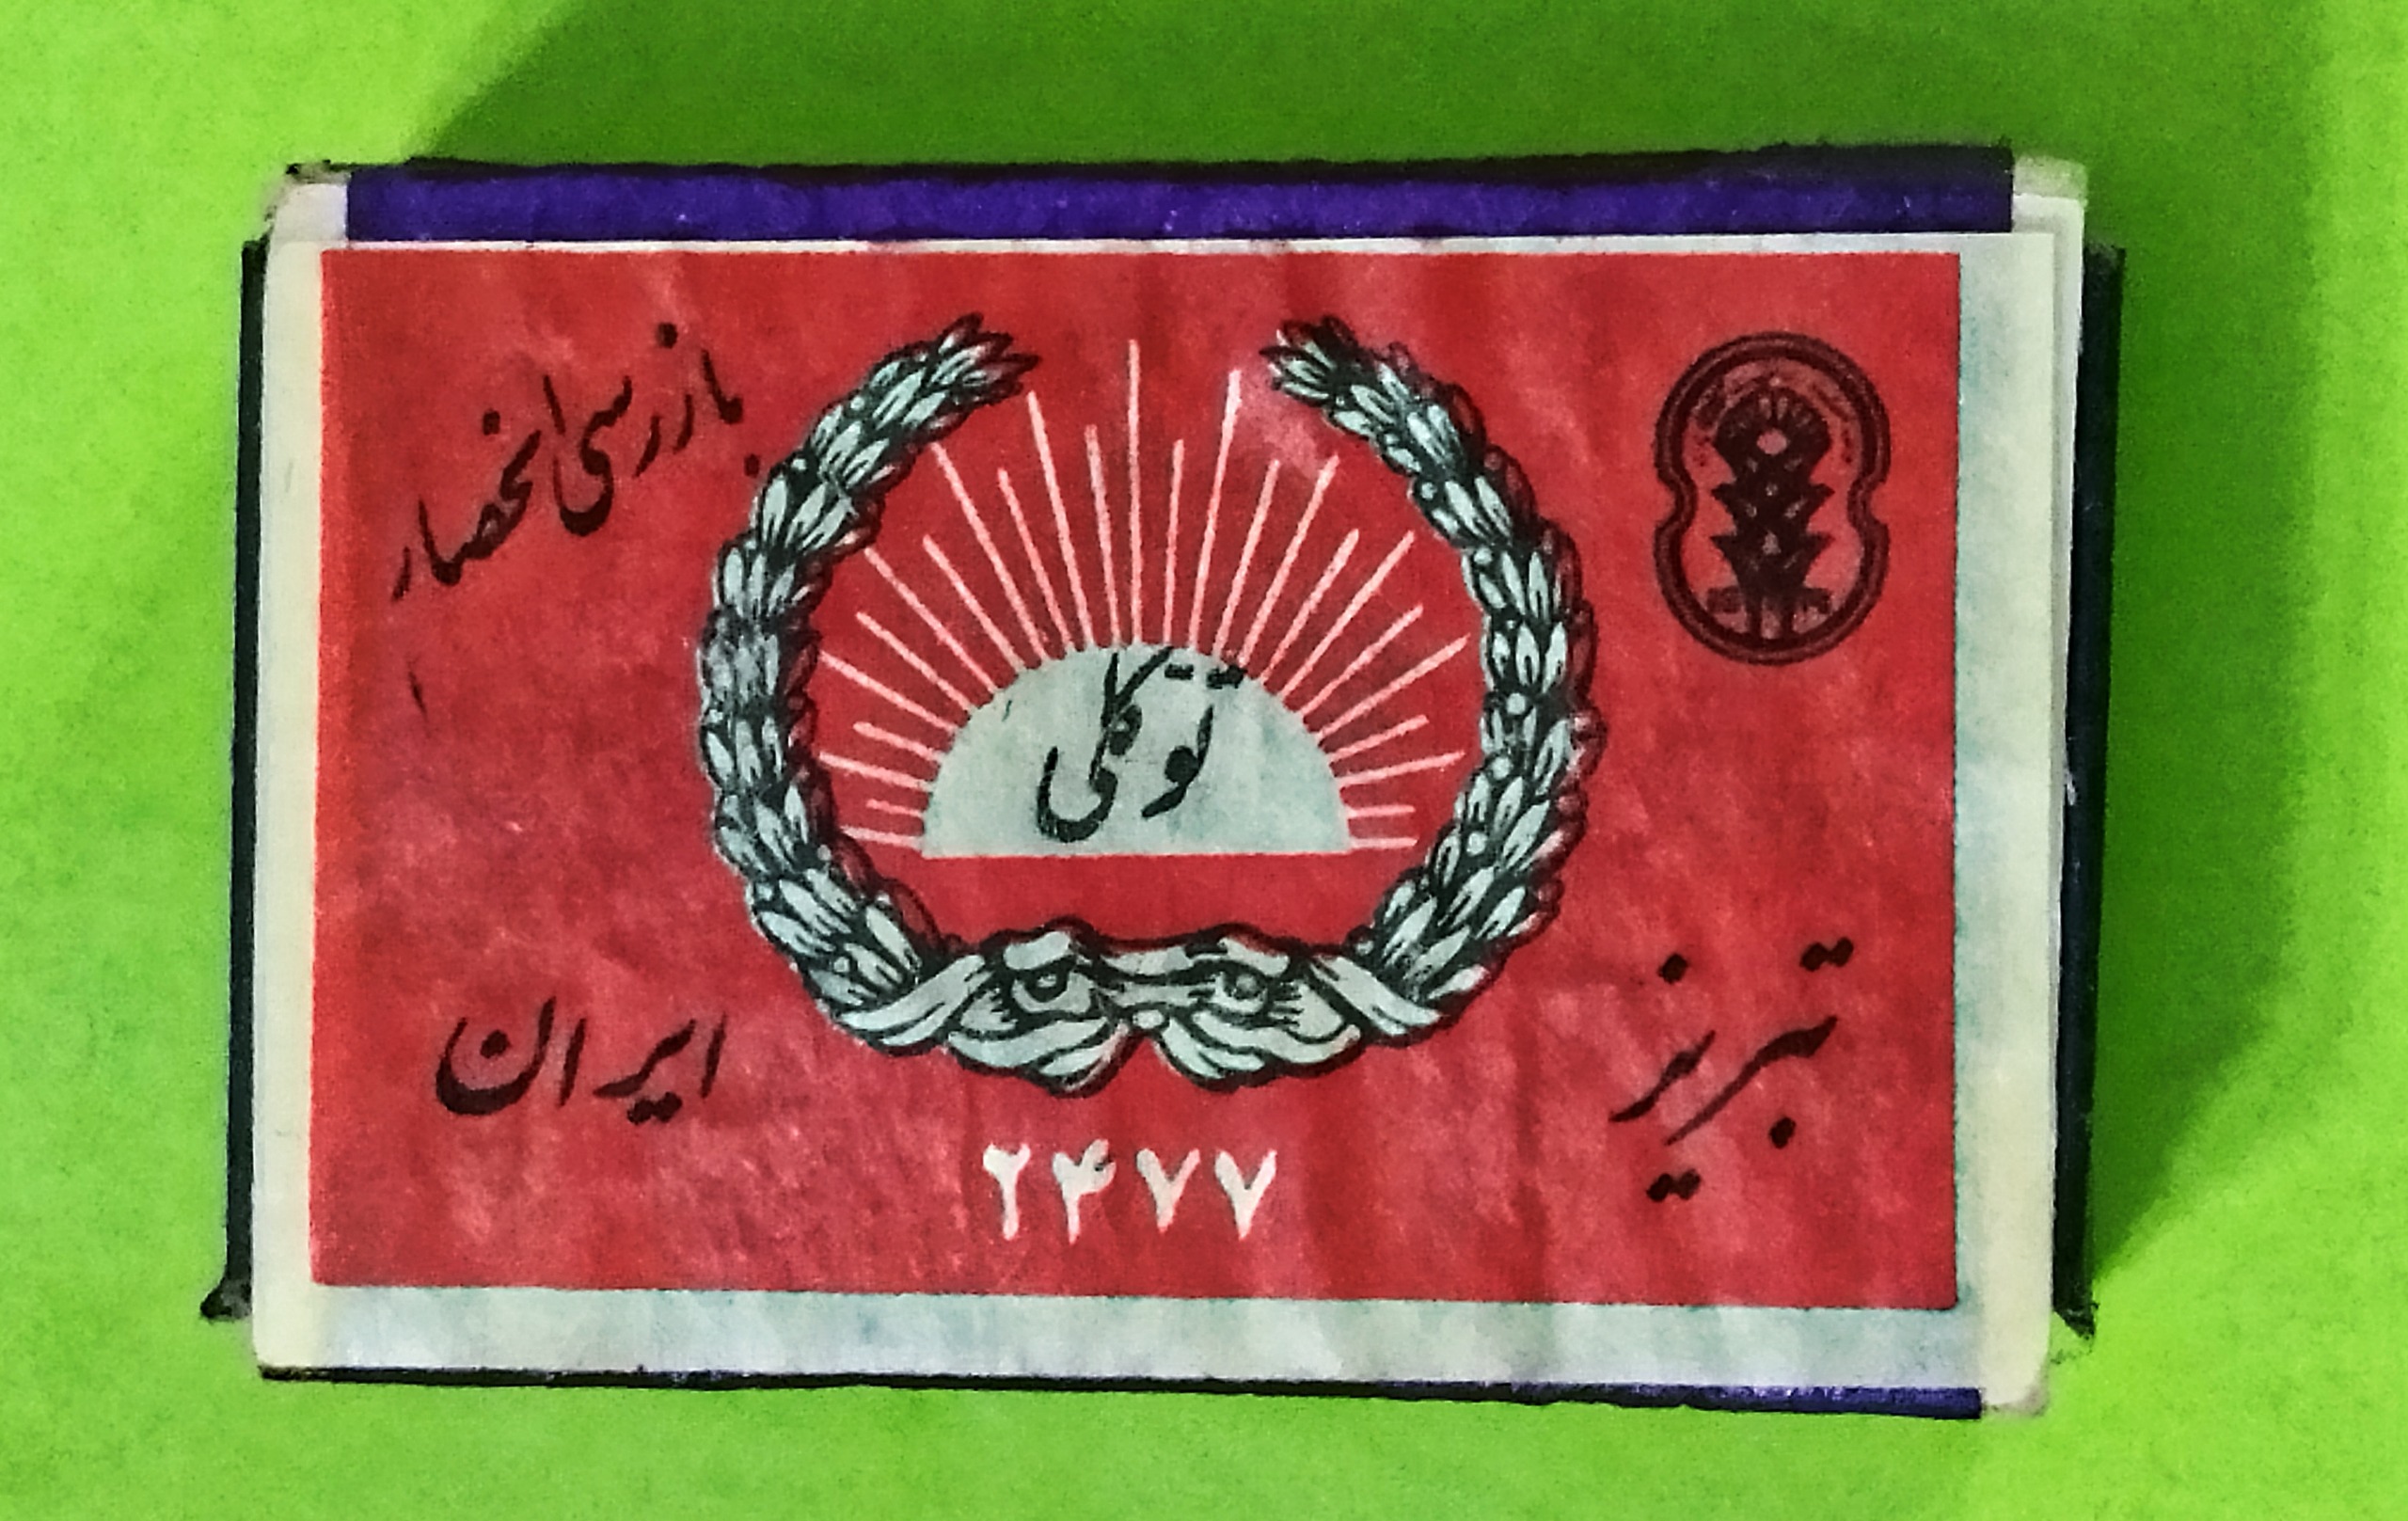 بازرسی انحصار
توکلی
تبریز
ایران
۲۴۷۷